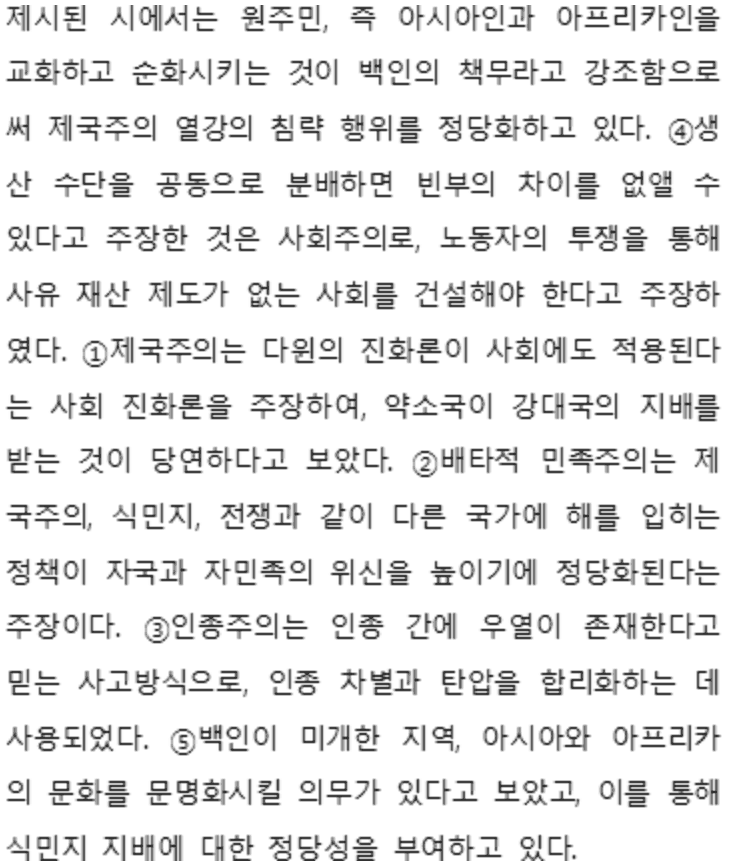 제시된 시에서는 원주민, 즉 아시아인과 아프리카인을
교화하고 순화시키는 것이 백인의 책무라고 강조함으로
써 제국주의 열강의 침략 행위를 정당화하고 있다. ④생
산 수단을 공동으로 분배하면 빈부의 차이를 없앨 수
있다고 주장한 것은 사회주의로, 노동자의 투쟁을 통해
사유 재산 제도가 없는 사회를 건설해야 한다고 주장하
였다. ①제국주의는 다윈의 진화론이 사회에도 적용된다
는 사회 진화론을 주장하여, 약소국이 강대국의 지배를
받는 것이 당연하다고 보았다. ②배타적 민족주의는 제
국주의, 식민지, 전쟁과 같이 다른 국가에 해를 입히는
정책이 자국과 자민족의 위신을 높이기에 정당화된다는
주장이다. ③인종주의는 인종 간에 우열이 존재한다고
믿는 사고방식으로, 인종 차별과 탄압을 합리화하는 데
사용되었다. ⑤백인이 미개한 지역, 아시아와 아프리카
의 문화를 문명화시킬 의무가 있다고 보았고, 이를 통해
식민지 지배에 대한 정당성을 부여하고 있다.